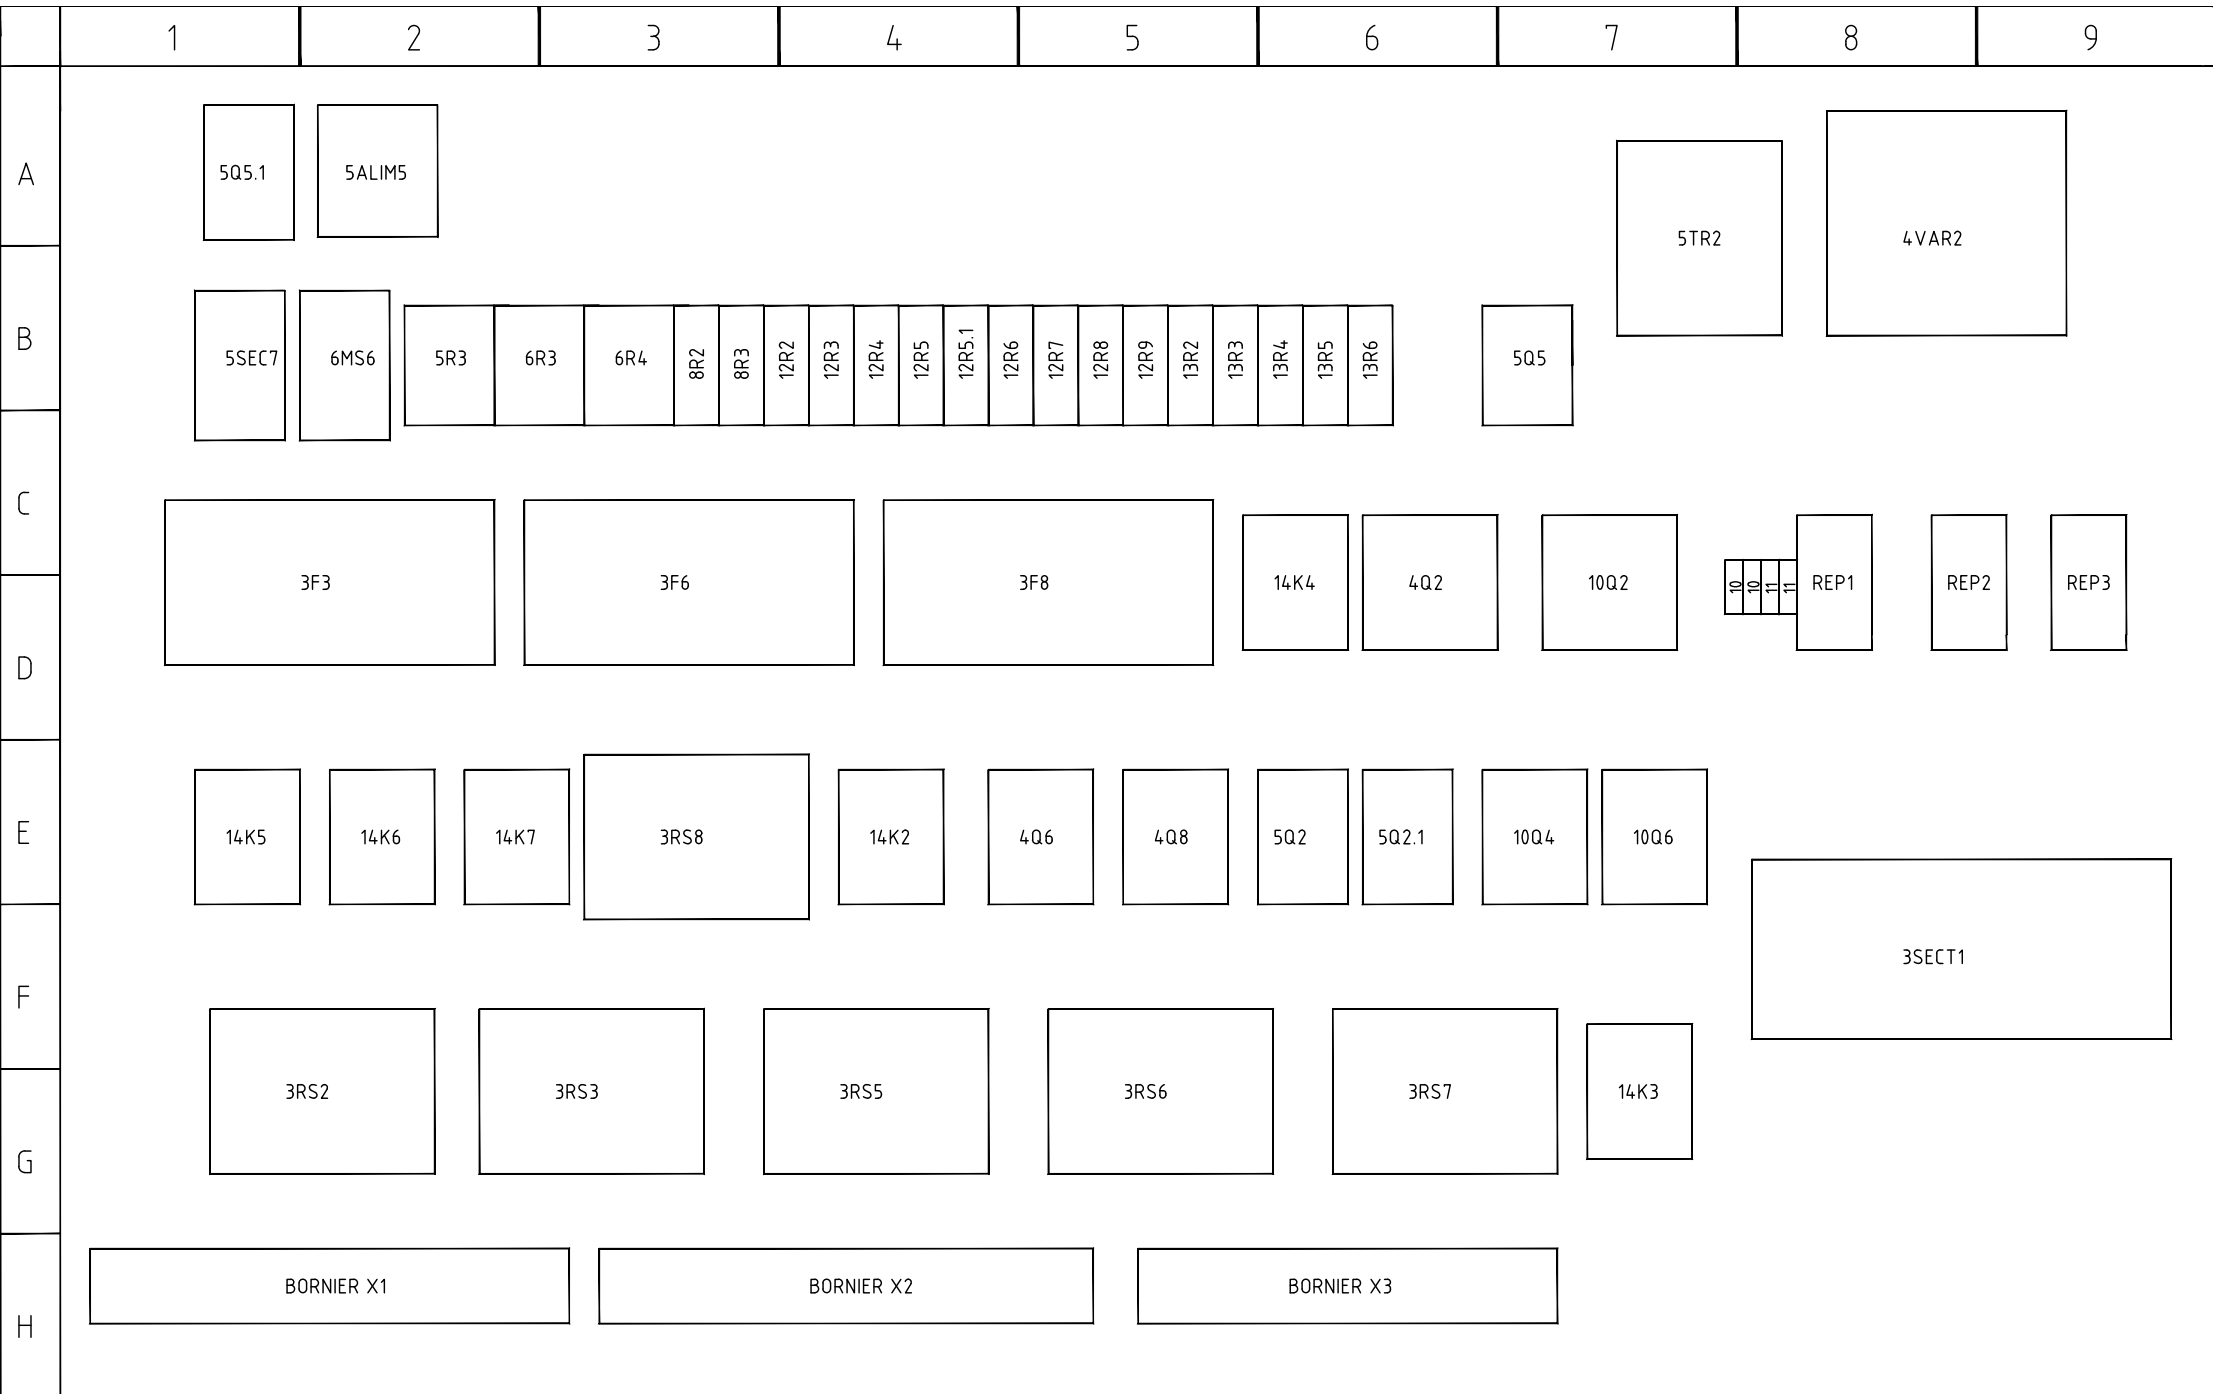 1 2 3 4 5 6 7 8 9
A
5Q5.1 5ALIM5
5TR2 4VAR2
B
5SEC7 6MS6 5R3 6R3 6R4 8R2 8R3 12R2 12R3 12R4 12R5 12R5.1 12R6 12R7 12R8 12R9 13R2 13R3 13R4 13R5 13R6 5Q5
C
3F3 3F6 3F8 14K4 4Q2 10Q2 10 10 11 11 REP1 REP2 REP3
D
E
14K5 14K6 14K7 3RS8 14K2 4Q6 4Q8 5Q2 5Q2.1 10Q4 10Q6
3SECT1
F
3RS2 3RS3 3RS5 3RS6 3RS7 14K3
G
BORNIER X1 BORNIER X2 BORNIER X3
H